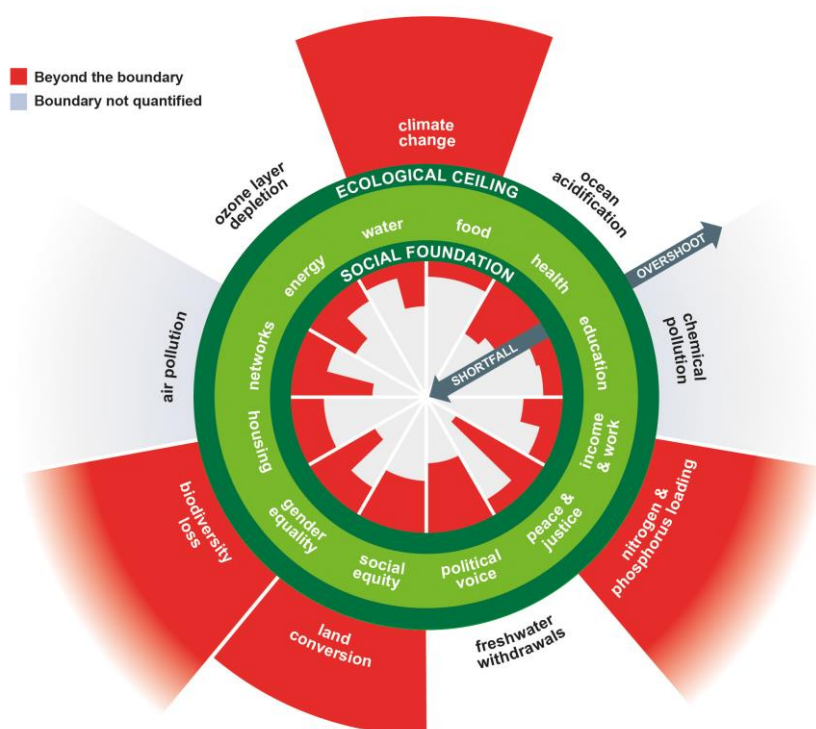 Beyond the boundary
Boundary not quantified
climate
change
ozone layer
depletion
ECOLOGICAL CEILING
ocean
acidification
water
food
energy
SOCIAL FOUNDATION
health
OVERSHOOT
networks
education
SHORTFALL
air pollution
chemical
pollution
housing
income
& work
biodiversity
loss
gender
equality
peace &
justice
nitrogen &
phosphorus loading
social
equity
political
voice
land
conversion
freshwater
withdrawals